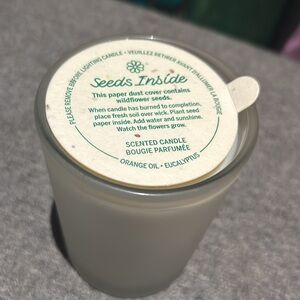 PLEASE REMOVE BEFORE LIGHTING CANDLE • VEUILLEZ RETIRER AVANT D'ALLUMER LA BOUGIE
Seeds Inside
This paper dust cover contains
wildflower seeds.
When candle has burned to completion,
place fresh soil over wick. Plant seed
paper inside. Add water and sunshine.
Watch the flowers grow.
SCENTED CANDLE
BOUGIE PARFUMÉE
ORANGE OIL • EUCALYPTUS